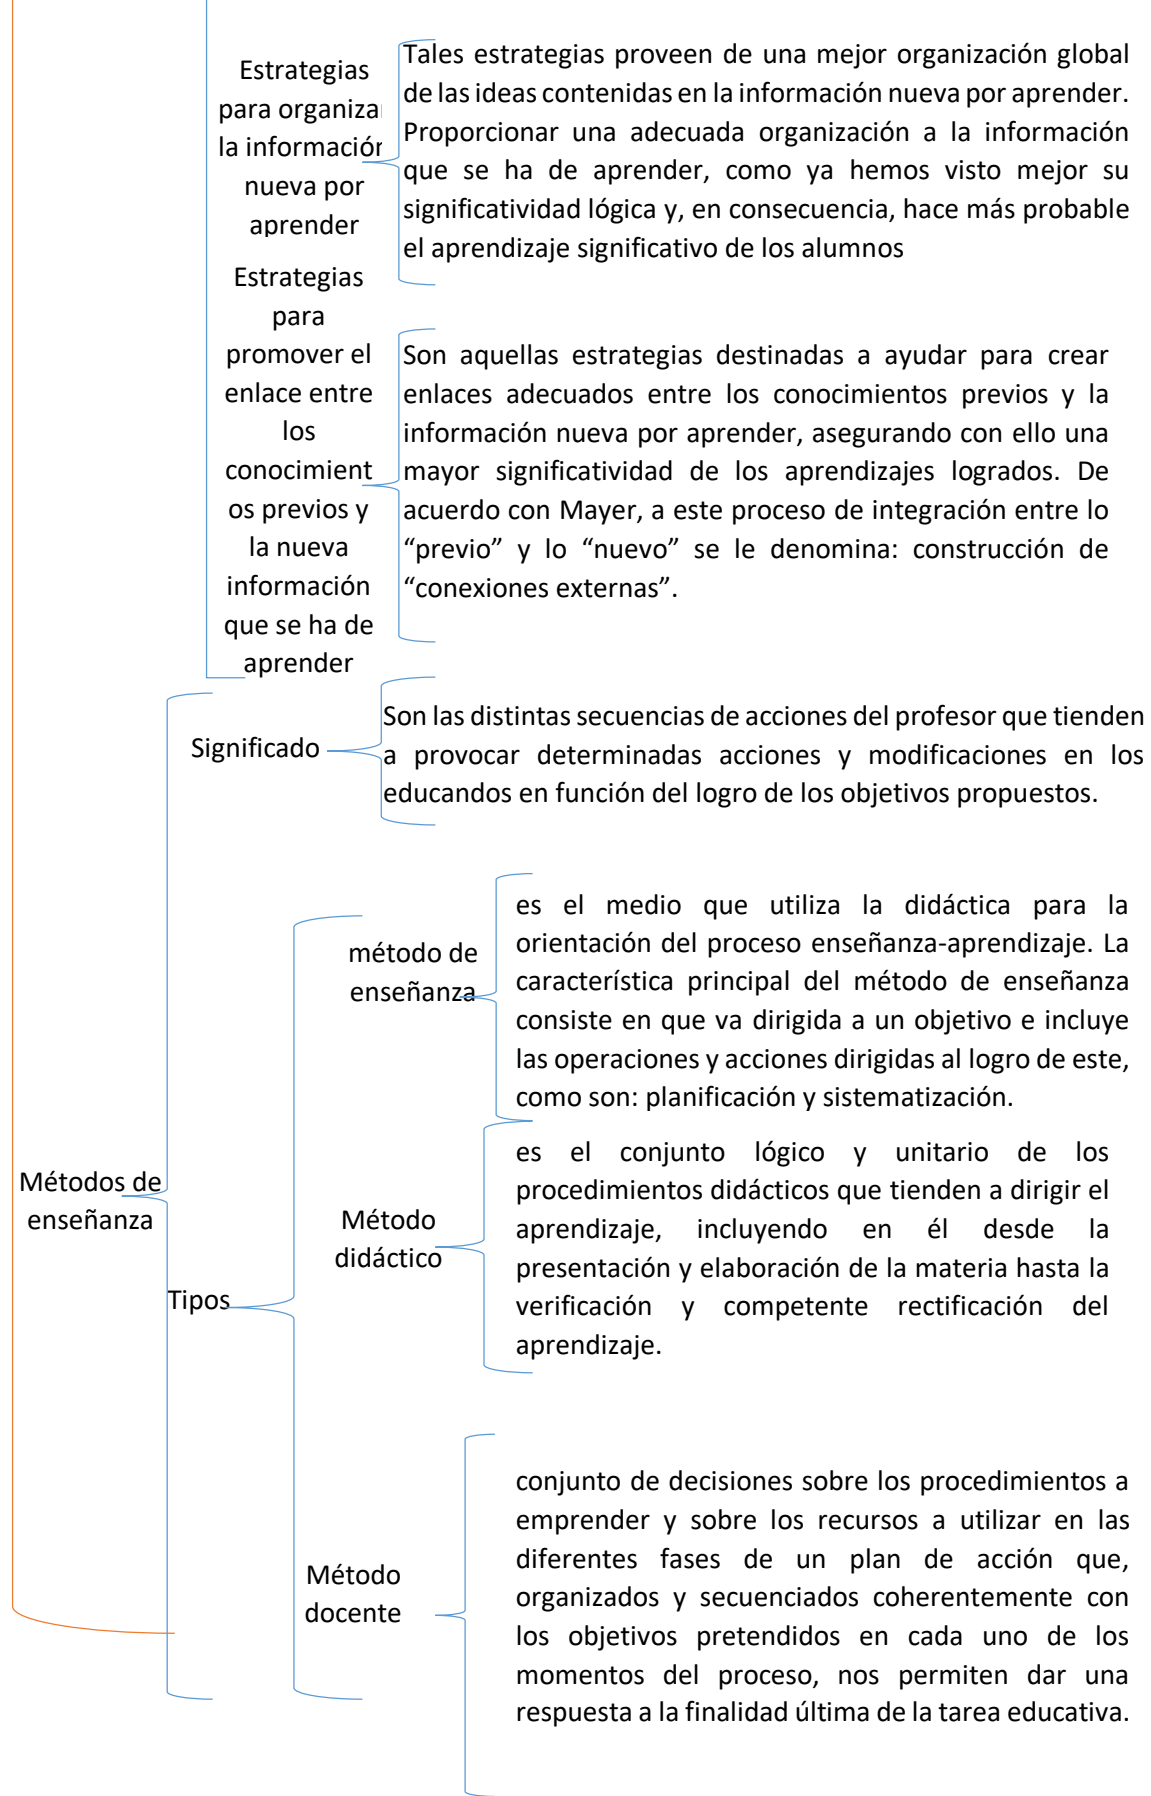 Estrategias
para organiza
la información
nueva por
aprender
Tales estrategias proveen de una mejor organización global
de las ideas contenidas en la información nueva por aprender.
Proporcionar una adecuada organización a la información
que se ha de aprender, como ya hemos visto mejor su
significatividad lógica y, en consecuencia, hace más probable
el aprendizaje significativo de los alumnos
Estrategias
para
promover el
enlace entre
los
conocimient
os previos y
la nueva
información
que se ha de
aprender
Son aquellas estrategias destinadas a ayudar para crear
enlaces adecuados entre los conocimientos previos y la
información nueva por aprender, asegurando con ello una
mayor significatividad de los aprendizajes logrados. De
acuerdo con Mayer, a este proceso de integración entre lo
“previo” y lo “nuevo” se le denomina: construcción de
“conexiones externas”.
Métodos de
enseñanza
Significado
Son las distintas secuencias de acciones del profesor que tienden
a provocar determinadas acciones y modificaciones en los
educandos en función del logro de los objetivos propuestos.
Tipos
método de
enseñanza
es el medio que utiliza la didáctica para la
orientación del proceso enseñanza-aprendizaje. La
característica principal del método de enseñanza
consiste en que va dirigida a un objetivo e incluye
las operaciones y acciones dirigidas al logro de este,
como son: planificación y sistematización.
Método
didáctico
es el conjunto lógico y unitario de los
procedimientos didácticos que tienden a dirigir el
aprendizaje, incluyendo en él desde la
presentación y elaboración de la materia hasta la
verificación y competente rectificación del
aprendizaje.
Método
docente
conjunto de decisiones sobre los procedimientos a
emprender y sobre los recursos a utilizar en las
diferentes fases de un plan de acción que,
organizados y secuenciados coherentemente con
los objetivos pretendidos en cada uno de los
momentos del proceso, nos permiten dar una
respuesta a la finalidad última de la tarea educativa.